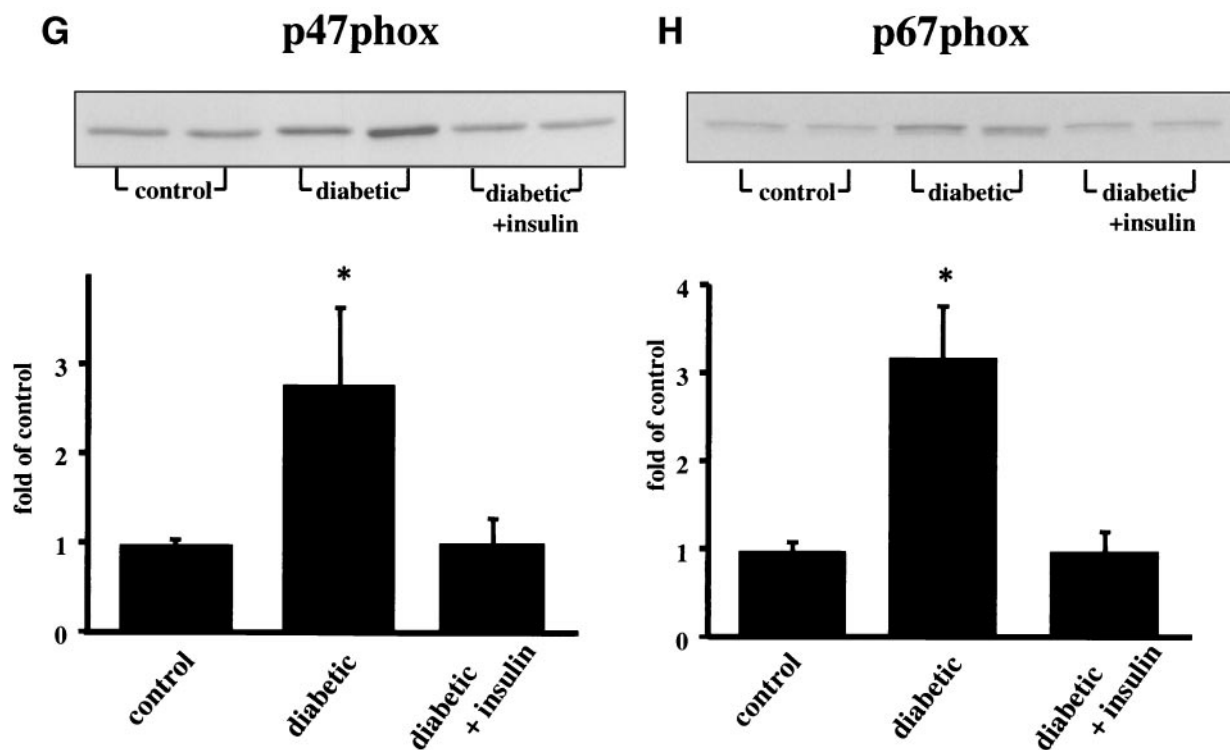 G p47phox
control diabetic diabetic
+insulin
*
fold of control
3
2
1
0
control diabetic diabetic
+ insulin
H p67phox
control diabetic diabetic
+insulin
*
fold of control
4
3
2
1
0
control diabetic diabetic
+ insulin